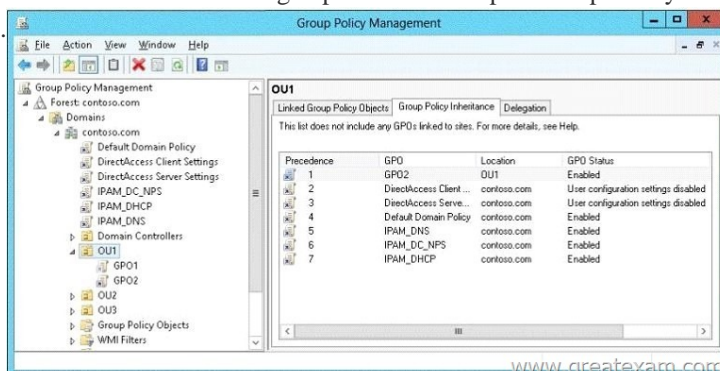 Group Policy Management
File Action View Window Help
Group Policy Management
Forest: contoso.com
Domains
contoso.com
Default Domain Policy
DirectAccess Client Settings
DirectAccess Server Settings
IPAM_DC_NPS
IPAM_DHCP
IPAM_DNS
Domain Controllers
OU1
GPO1
GPO2
OU2
OU3
Group Policy Objects
WMI Filters
OU1
Linked Group Policy Objects Group Policy Inheritance Delegation
This list does not include any GPOs linked to sites. For more details, see Help.
Precedence GPO Location GPO Status
1 GPO2 OU1 Enabled
2 DirectAccess Client ... contoso.com User configuration settings disabled
3 DirectAccess Serve... contoso.com User configuration settings disabled
4 Default Domain Policy contoso.com Enabled
5 IPAM_DNS contoso.com Enabled
6 IPAM_DC_NPS contoso.com Enabled
7 IPAM_DHCP contoso.com Enabled
www.greatexam.com